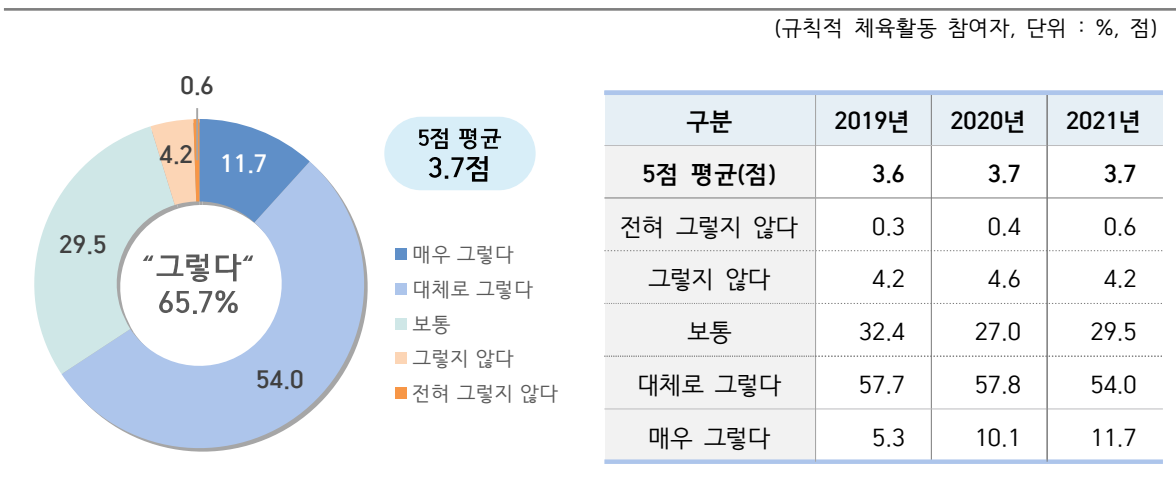 (규칙적 체육활동 참여자, 단위 : %, 점)
0.6
4.2
11.7
29.5
54.0
“그렇다“
65.7%
5점 평균
3.7점
매우 그렇다
대체로 그렇다
보통
그렇지 않다
전혀 그렇지 않다
구분 2019년 2020년 2021년
5점 평균(점) 3.6 3.7 3.7
전혀 그렇지 않다 0.3 0.4 0.6
그렇지 않다 4.2 4.6 4.2
보통 32.4 27.0 29.5
대체로 그렇다 57.7 57.8 54.0
매우 그렇다 5.3 10.1 11.7